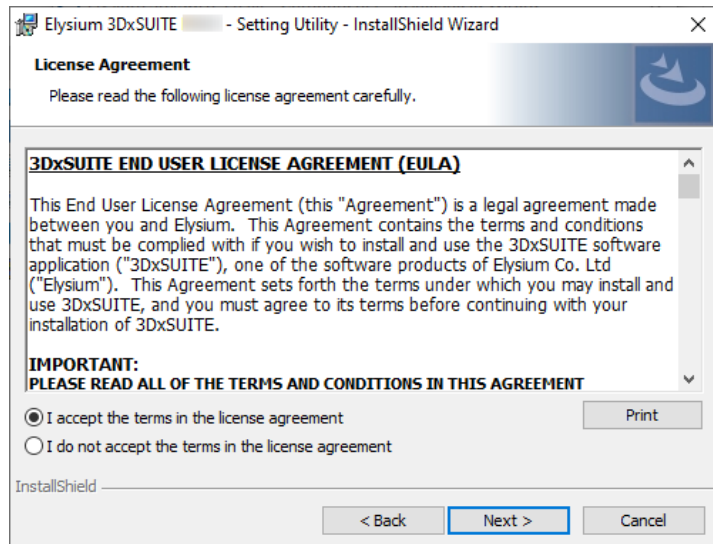 Elysium 3DxSUITE - Setting Utility - InstallShield Wizard
License Agreement
Please read the following license agreement carefully.
3DxSUITE END USER LICENSE AGREEMENT (EULA)
This End User License Agreement (this "Agreement") is a legal agreement made
between you and Elysium.  This Agreement contains the terms and conditions
that must be complied with if you wish to install and use the 3DxSUITE software
application ("3DxSUITE"), one of the software products of Elysium Co. Ltd
("Elysium").  This Agreement sets forth the terms under which you may install and
use 3DxSUITE, and you must agree to its terms before continuing with your
installation of 3DxSUITE.
IMPORTANT:
PLEASE READ ALL OF THE TERMS AND CONDITIONS IN THIS AGREEMENT
I accept the terms in the license agreement
Print
I do not accept the terms in the license agreement
InstallShield
< Back
Next >
Cancel